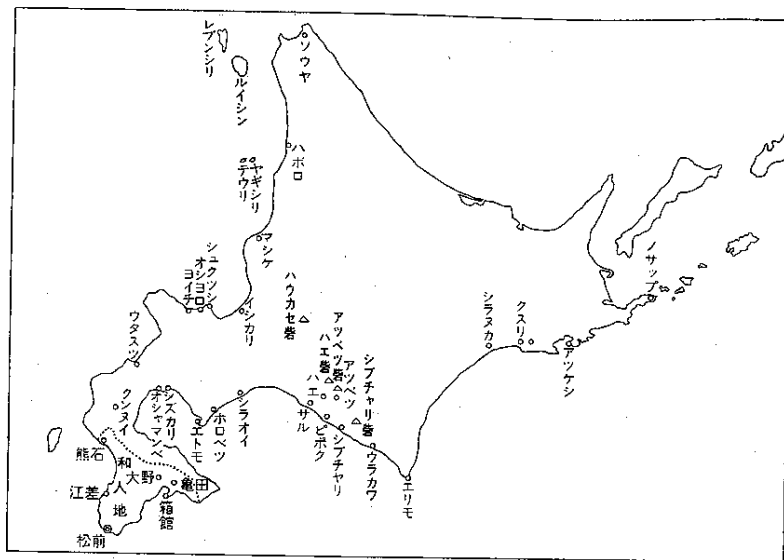 レブンシリ
ルイシン
ソウヤ
ハボロ
ヤギシリ
テウリ
マシケ
シュクツシ
オショロ
ヨイチ
イシカリ
ウタスツ
ハウカセ砦
アツベツ砦
ハエ砦
アツベツ
シブチャリ砦
ハエ
サル
ピポク
シブチヤリ
ウラカワ
エリモ
シラヌカ
クスリ
アツケシ
ノサップ
シラオイ
ホロベツ
エトモ
シズカリ
オシャマンベ
クンヌイ
熊石
和人地
大野
亀田
江差
箱館
松前